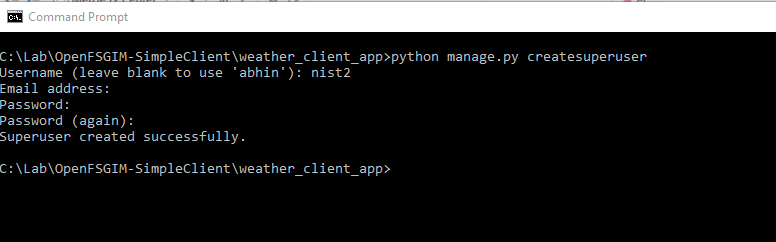 Command Prompt
C:\Lab\OpenFSGIM-SimpleClient\weather_client_app>python manage.py createsuperuser
Username (leave blank to use 'abhin'): nist2
Email address:
Password:
Password (again):
Superuser created successfully.
C:\Lab\OpenFSGIM-SimpleClient\weather_client_app>